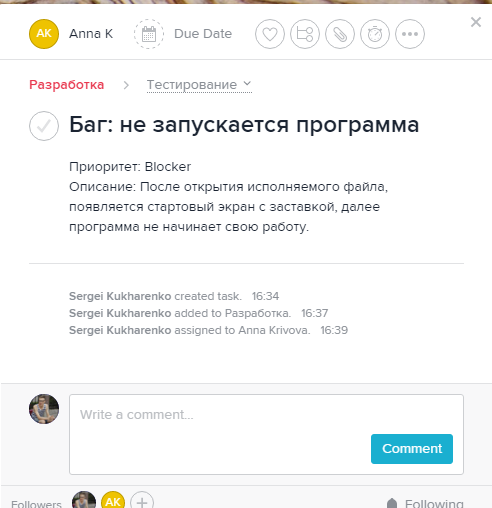 AK Anna K Due Date
Разработка > Тестирование
Баг: не запускается программа
Приоритет: Blocker
Описание: После открытия исполняемого файла,
появляется стартовый экран с заставкой, далее
программа не начинает свою работу.
Sergei Kukharenko created task. 16:34
Sergei Kukharenko added to Разработка. 16:37
Sergei Kukharenko assigned to Anna Krivova. 16:39
Write a comment...
Comment
Followers AK Following